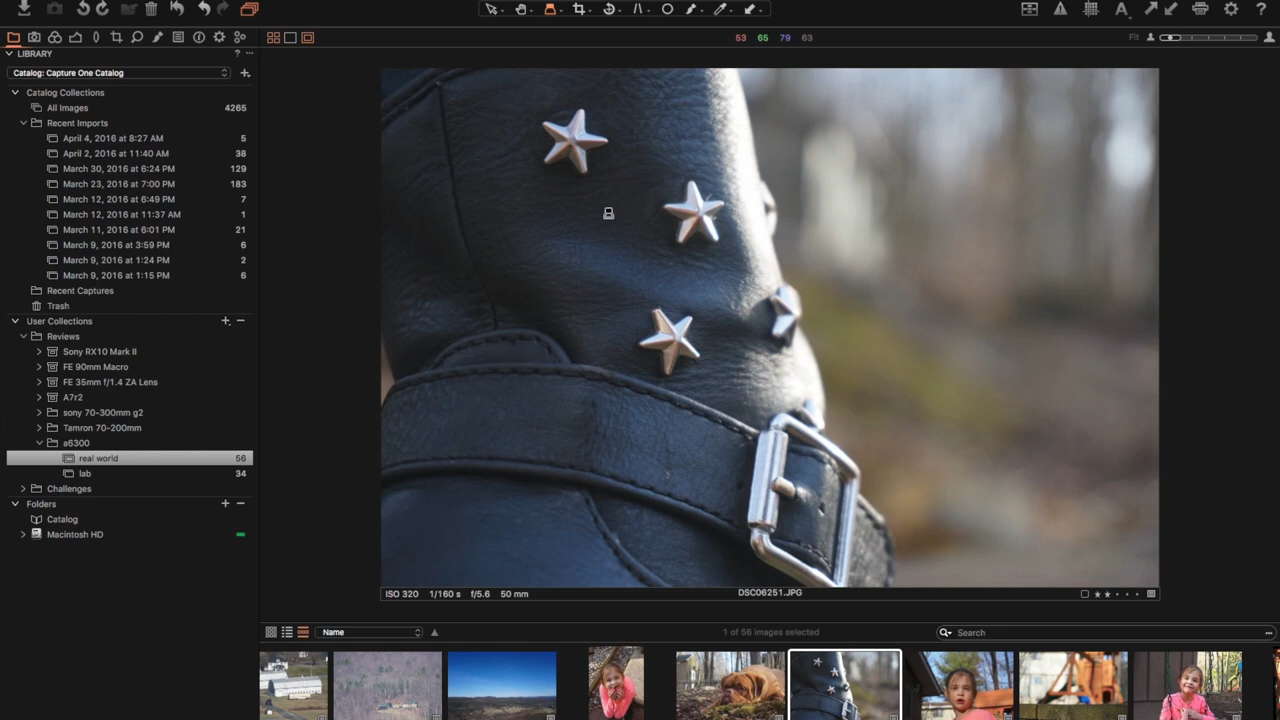 53 65 79 63
Fit
LIBRARY
? ...
Catalog: Capture One Catalog
Catalog Collections
All Images 4265
Recent Imports
April 4, 2016 at 8:27 AM 5
April 2, 2016 at 11:40 AM 38
March 30, 2016 at 6:24 PM 129
March 23, 2016 at 7:00 PM 183
March 12, 2016 at 6:49 PM 7
March 12, 2016 at 11:37 AM 1
March 11, 2016 at 6:01 PM 21
March 9, 2016 at 3:59 PM 6
March 9, 2016 at 1:24 PM 2
March 9, 2016 at 1:15 PM 6
Recent Captures
Trash
User Collections
Reviews
Sony RX10 Mark II
FE 90mm Macro
FE 35mm f/1.4 ZA Lens
A7r2
sony 70-300mm g2
Tamron 70-200mm
a6300
real world 56
lab 34
Challenges
Folders
Catalog
Macintosh HD
ISO 320 1/160 s f/5.6 50 mm DSC06251.JPG
Name 1 of 56 images selected Search